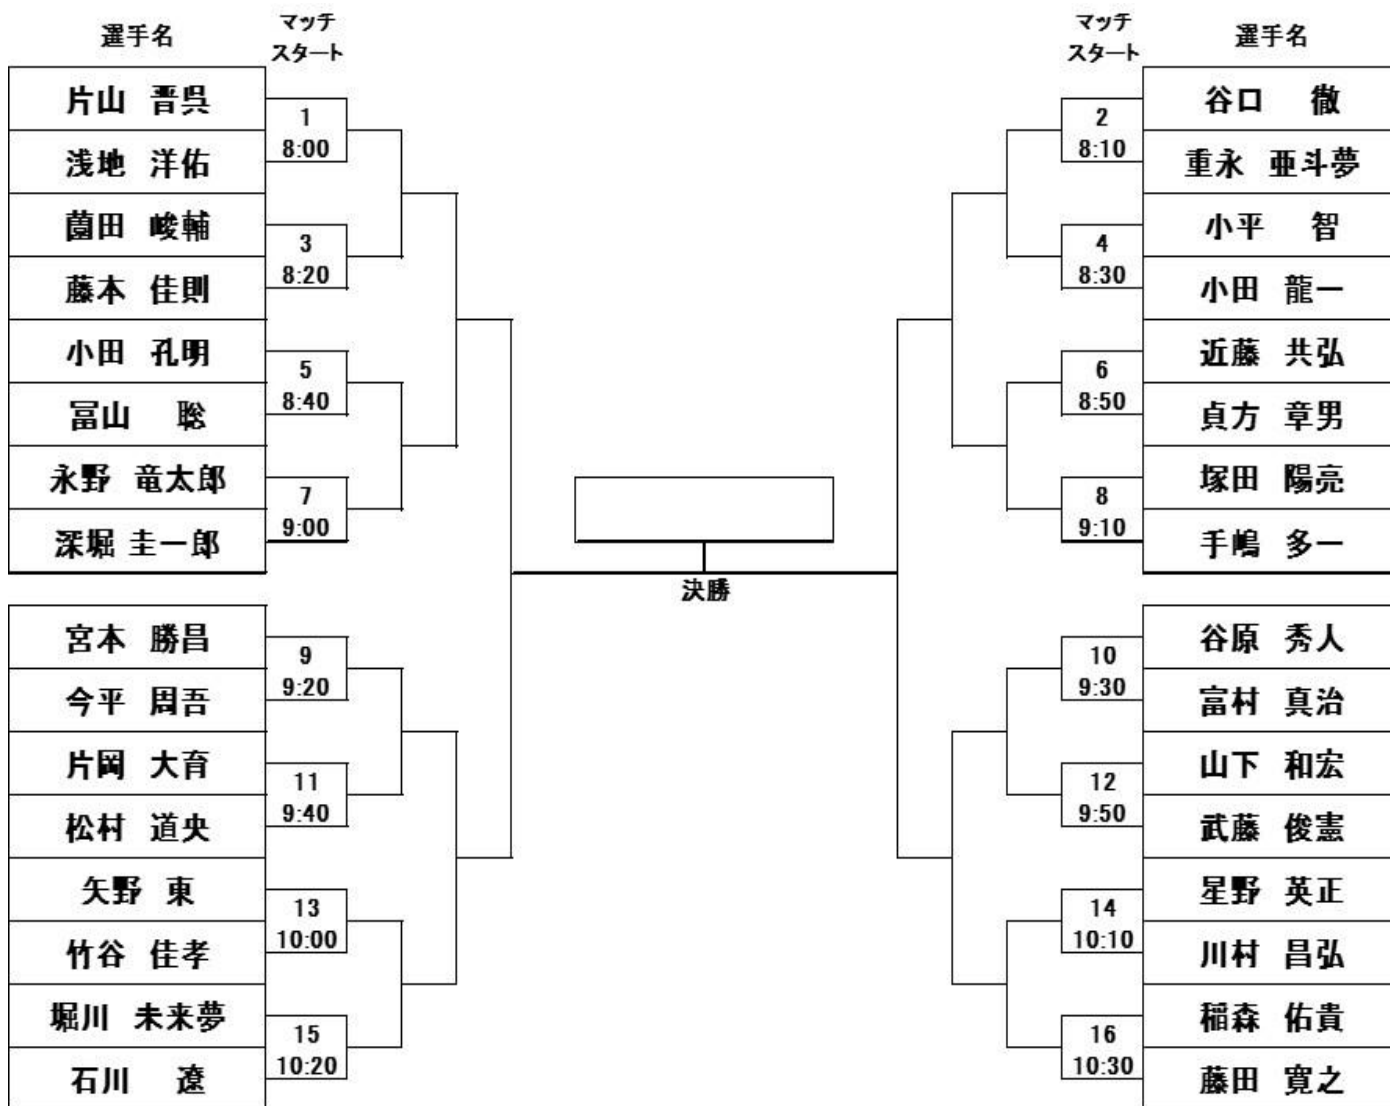 選手名
マッチ
スタート
片山 晋呉
浅地 洋佑
薗田 峻輔
藤本 佳則
小田 孔明
冨山 聡
永野 竜太郎
深堀 圭一郎
1
8:00
3
8:20
5
8:40
7
9:00
宮本 勝昌
今平 周吾
片岡 大育
松村 道央
矢野 東
竹谷 佳孝
堀川 未来夢
石川 遼
9
9:20
11
9:40
13
10:00
15
10:20
決勝
マッチ
スタート
選手名
2
8:10
4
8:30
6
8:50
8
9:10
谷口 徹
重永 亜斗夢
小平 智
小田 龍一
近藤 共弘
貞方 章男
塚田 陽亮
手嶋 多一
10
9:30
12
9:50
14
10:10
16
10:30
谷原 秀人
富村 真治
山下 和宏
武藤 俊憲
星野 英正
川村 昌弘
稲森 佑貴
藤田 寛之